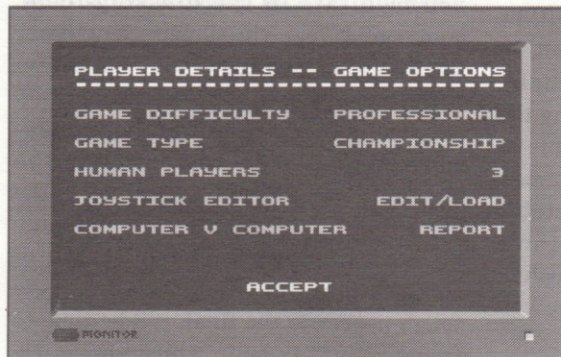 PLAYER DETAILS -- GAME OPTIONS
GAME DIFFICULTY PROFESSIONAL
GAME TYPE CHAMPIONSHIP
HUMAN PLAYERS 3
JOYSTICK EDITOR EDIT/LOAD
COMPUTER V COMPUTER REPORT
ACCEPT
MONITOR